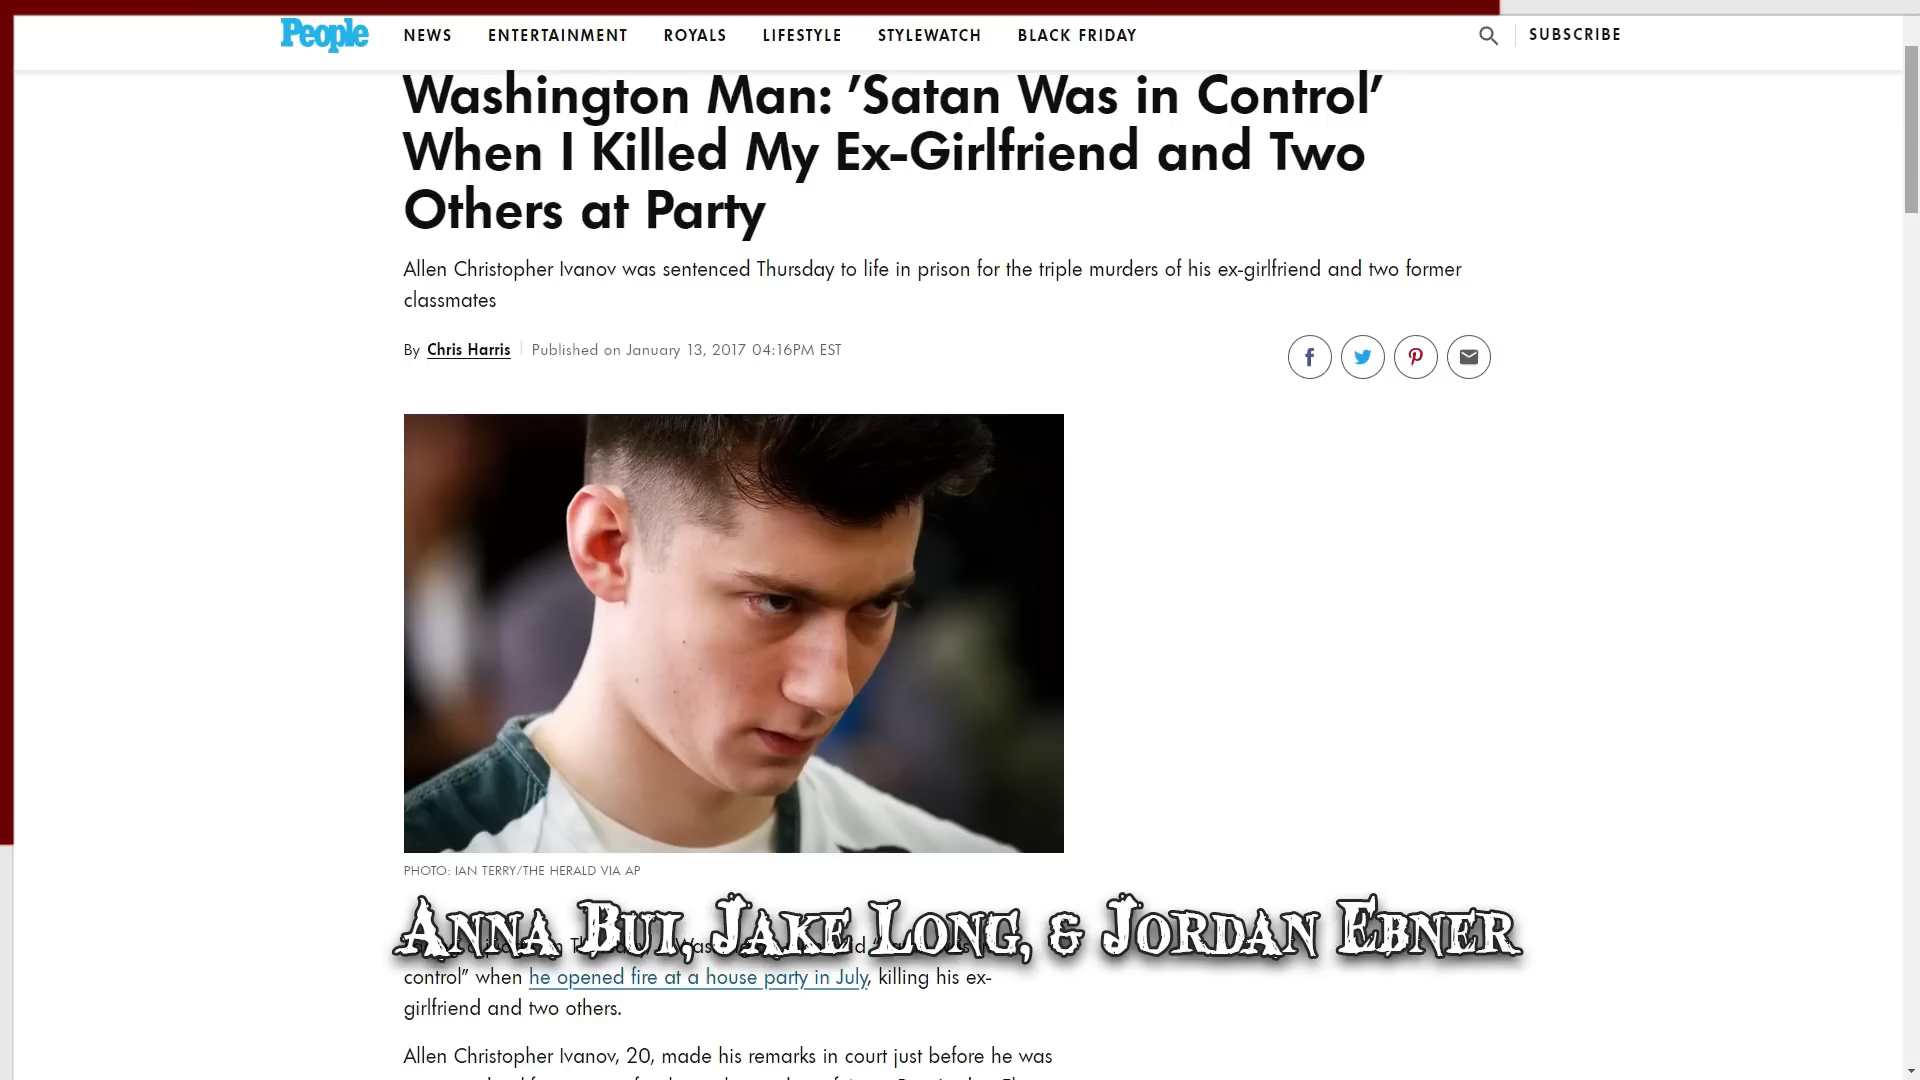 People NEWS ENTERTAINMENT ROYALS LIFESTYLE STYLEWATCH BLACK FRIDAY SUBSCRIBE
Washington Man: ’Satan Was in Control’
When I Killed My Ex-Girlfriend and Two
Others at Party
Allen Christopher Ivanov was sentenced Thursday to life in prison for the triple murders of his ex-girlfriend and two former
classmates
By Chris Harris Published on January 13, 2017 04:16PM EST
PHOTO: IAN TERRY/THE HERALD VIA AP
Anna Bui, Jake Long, & Jordan Ebner
control” when he opened fire at a house party in July, killing his ex-
girlfriend and two others.
Allen Christopher Ivanov, 20, made his remarks in court just before he was